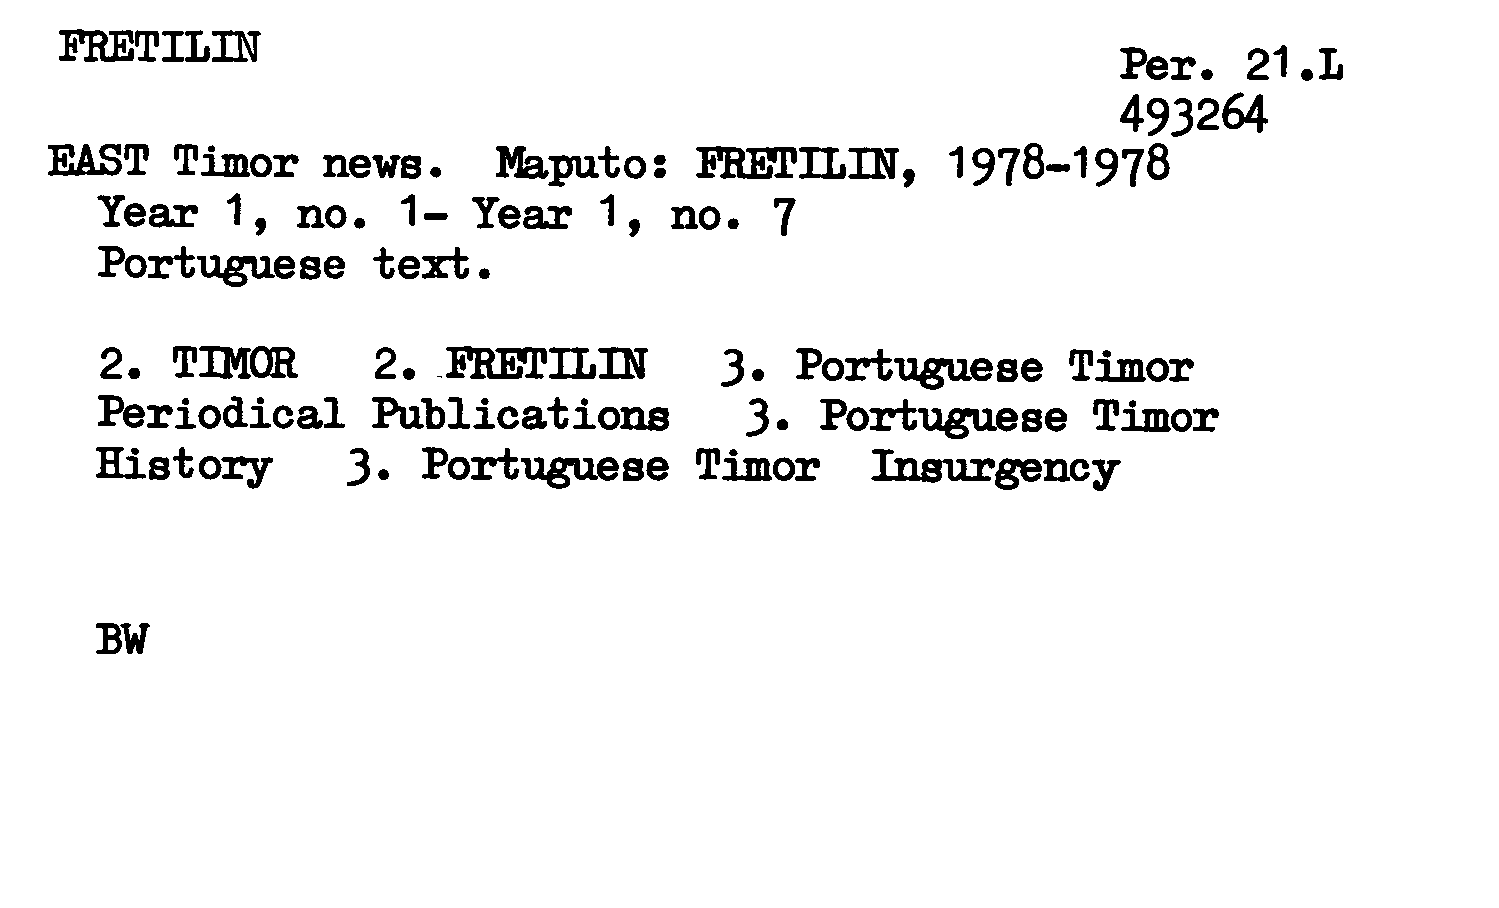 FRETILIN
Per. 21.L
493264
EAST Timor news. Maputo: FRETILIN, 1978-1978
Year 1, no. 1- Year 1, no. 7
Portuguese text.
2. TIMOR 2. FRETILIN 3. Portuguese Timor
Periodical Publications 3. Portuguese Timor
History 3. Portuguese Timor Insurgency
BW